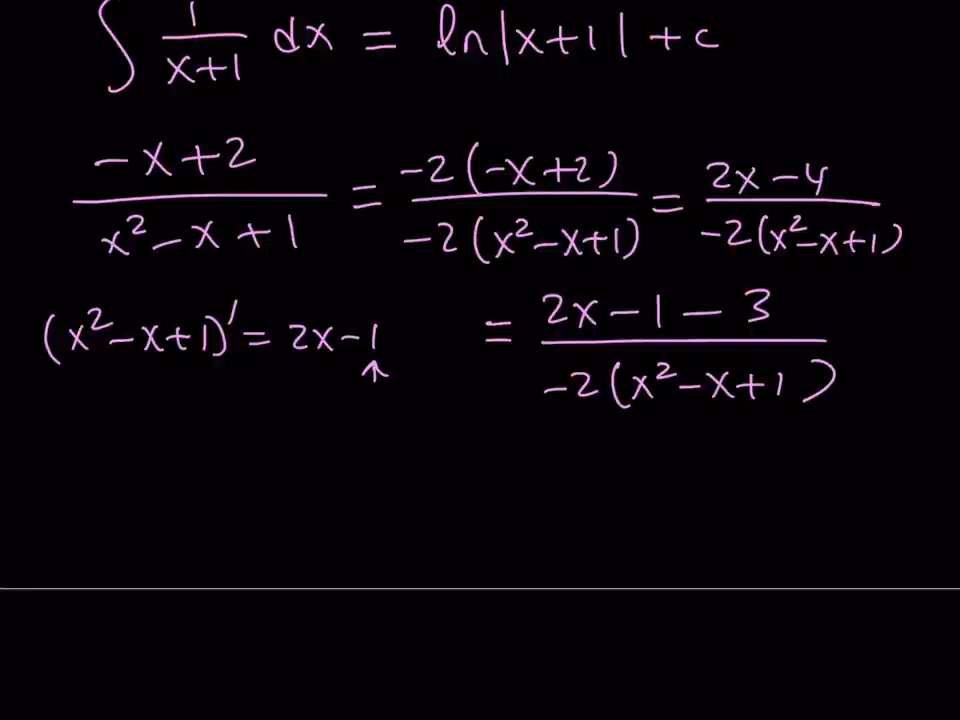 ∫ 1/(x+1) dx = ln|x+1| + c
(-x+2)/(x²-x+1) = -2(-x+2)/-2(x²-x+1) = (2x-4)/-2(x²-x+1)
(x²-x+1)' = 2x-1 = (2x-1-3)/-2(x²-x+1)
↑